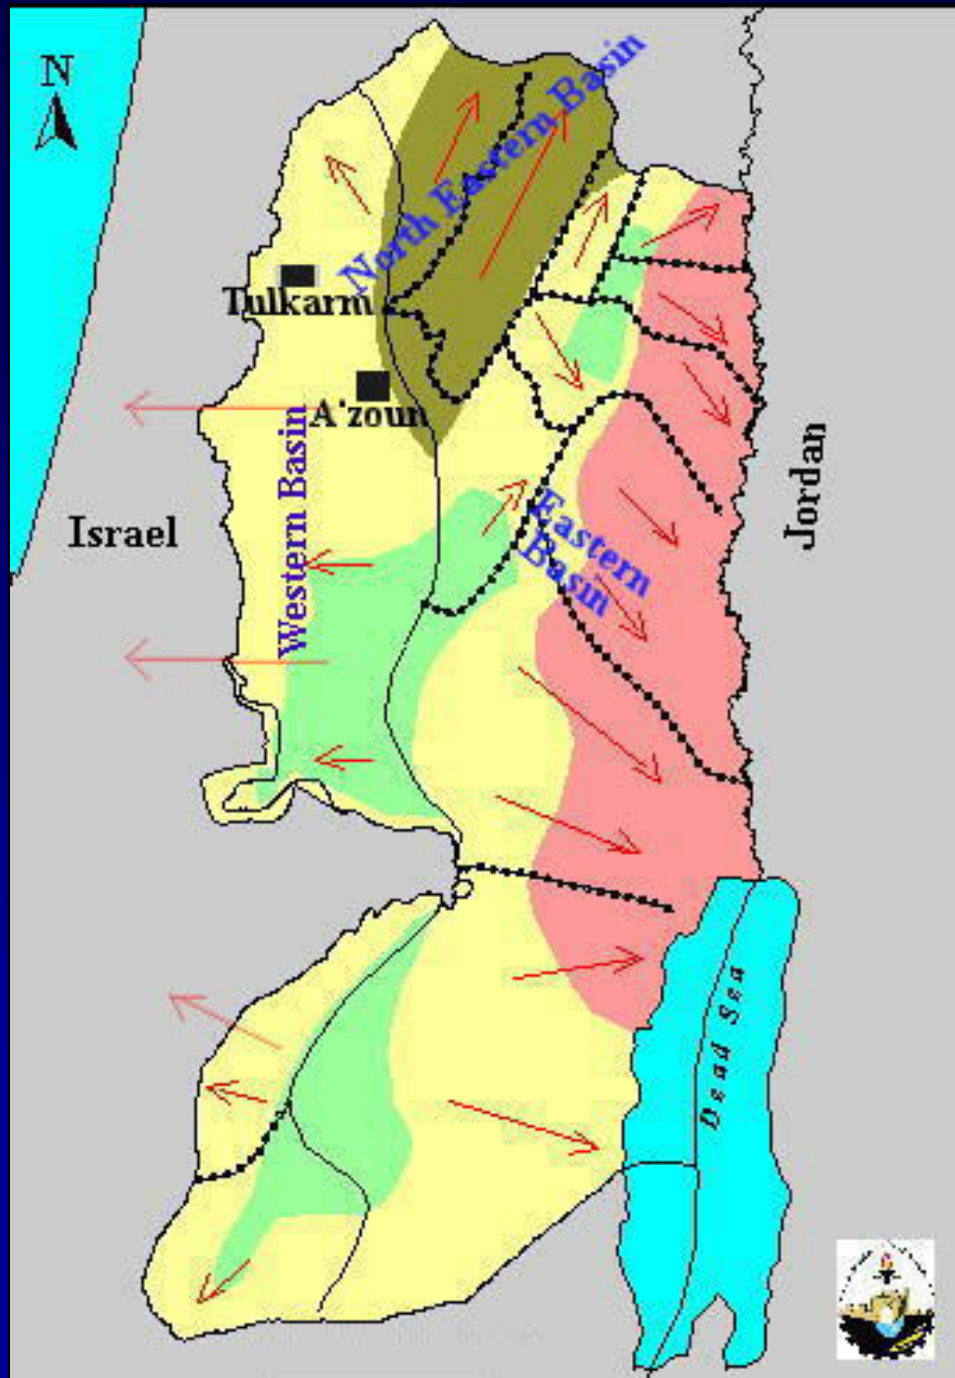 N
North Eastern Basin
Tulkarm
A'zoun
Western Basin
Israel
Eastern
Basin
Jordan
Dead Sea